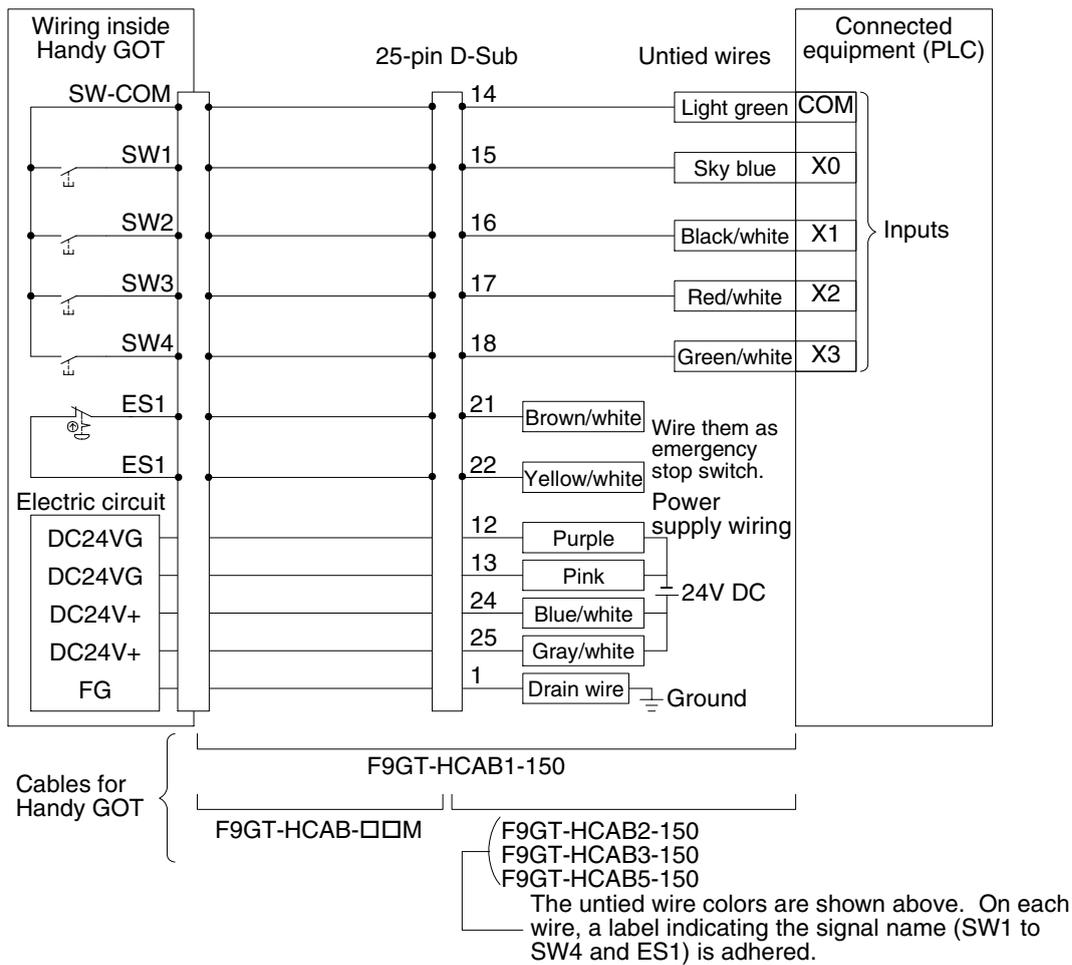 Wiring inside
Handy GOT
25-pin D-Sub
Untied wires
Connected
equipment (PLC)
SW-COM
14
Light green
COM
SW1
15
Sky blue
X0
SW2
16
Black/white
X1
Inputs
SW3
17
Red/white
X2
SW4
18
Green/white
X3
ES1
21
Brown/white
Wire them as
emergency
stop switch.
ES1
22
Yellow/white
Electric circuit
Power
supply wiring
DC24VG
12
Purple
DC24VG
13
Pink
24V DC
DC24V+
24
Blue/white
DC24V+
25
Gray/white
FG
1
Drain wire
Ground
Cables for
Handy GOT
F9GT-HCAB1-150
F9GT-HCAB-□□M
F9GT-HCAB2-150
F9GT-HCAB3-150
F9GT-HCAB5-150
The untied wire colors are shown above. On each
wire, a label indicating the signal name (SW1 to
SW4 and ES1) is adhered.